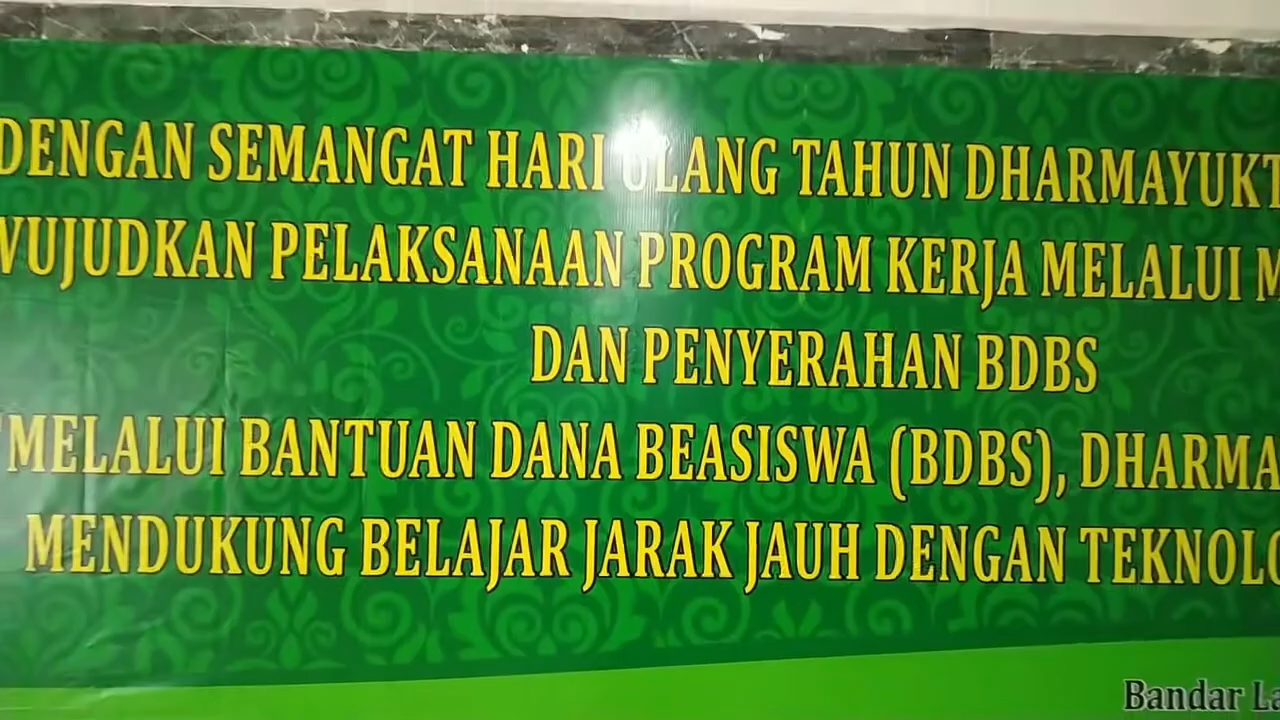 DENGAN SEMANGAT HARI ULANG TAHUN DHARMAYUKT
WUJUDKAN PELAKSANAAN PROGRAM KERJA MELALUI M
DAN PENYERAHAN BDBS
"MELALUI BANTUAN DANA BEASISWA (BDBS), DHARMA
MENDUKUNG BELAJAR JARAK JAUH DENGAN TEKNOLO
Bandar La